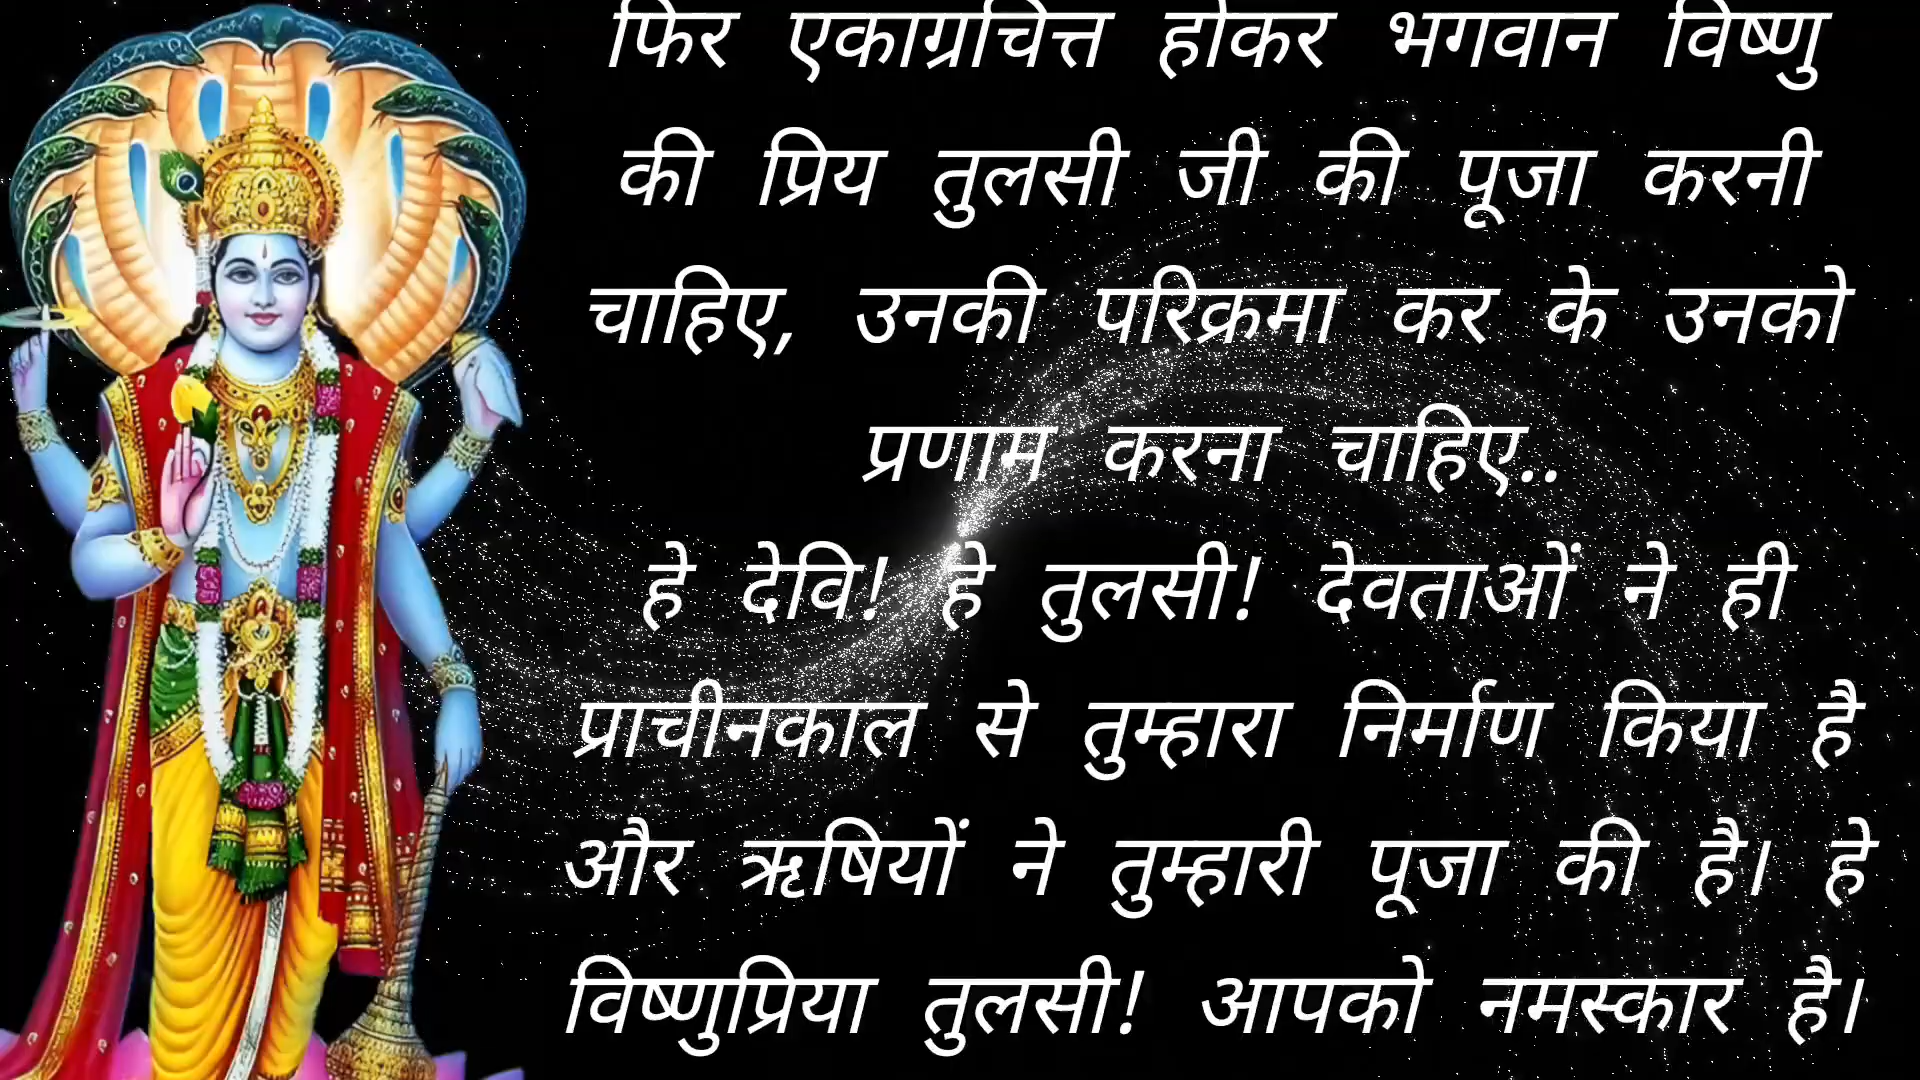 फिर एकाग्रचित्त होकर भगवान विष्णु
की प्रिय तुलसी जी की पूजा करनी
चाहिए, उनकी परिक्रमा कर के उनको
प्रणाम करना चाहिए..
हे देवि! हे तुलसी! देवताओं ने ही
प्राचीनकाल से तुम्हारा निर्माण किया है
और ऋषियों ने तुम्हारी पूजा की है। हे
विष्णुप्रिया तुलसी! आपको नमस्कार है।